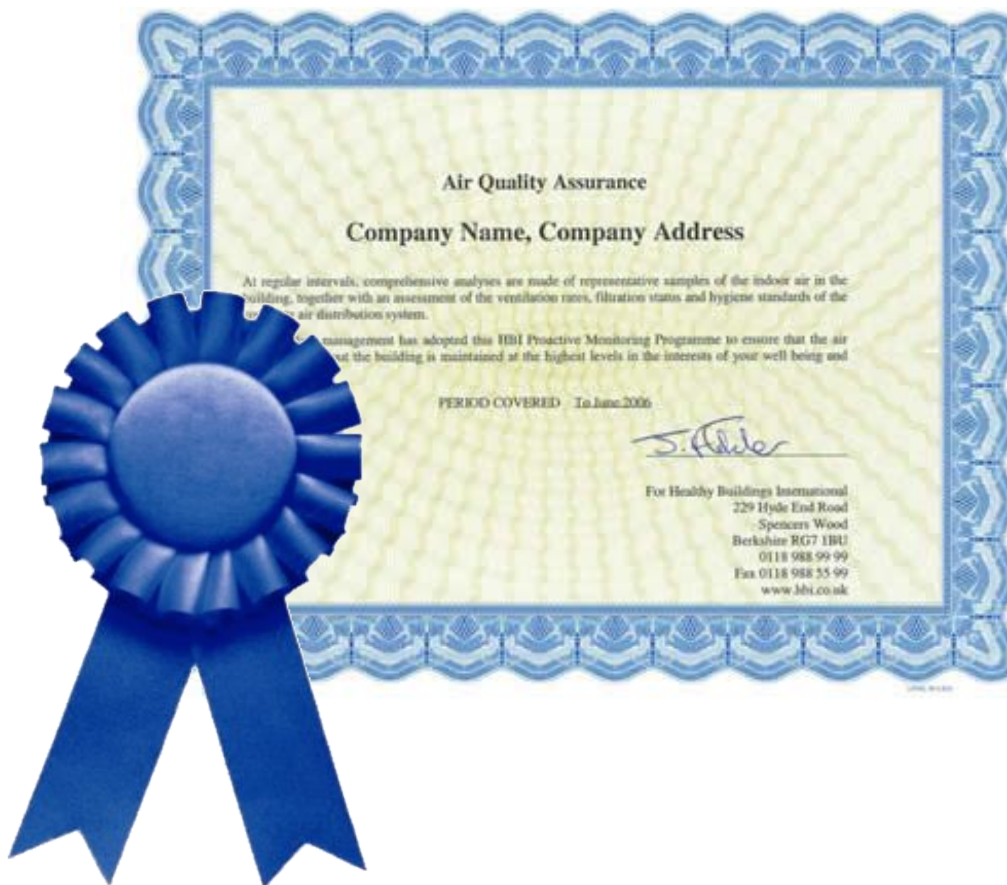 Air Quality Assurance
Company Name, Company Address
At regular intervals, comprehensive analyses are made of representative samples of the indoor air in the
building, together with an assessment of the ventilation rates, filtration status and hygiene standards of the
air distribution system.
management has adopted this HBI Proactive Monitoring Programme to ensure that the air
the building is maintained at the highest levels in the interests of your well being and
PERIOD COVERED To June 2006
For Healthy Buildings International
229 Hyde End Road
Spencers Wood
Berkshire RG7 1BU
0118 988 99 99
Fax 0118 988 55 99
www.hbi.co.uk